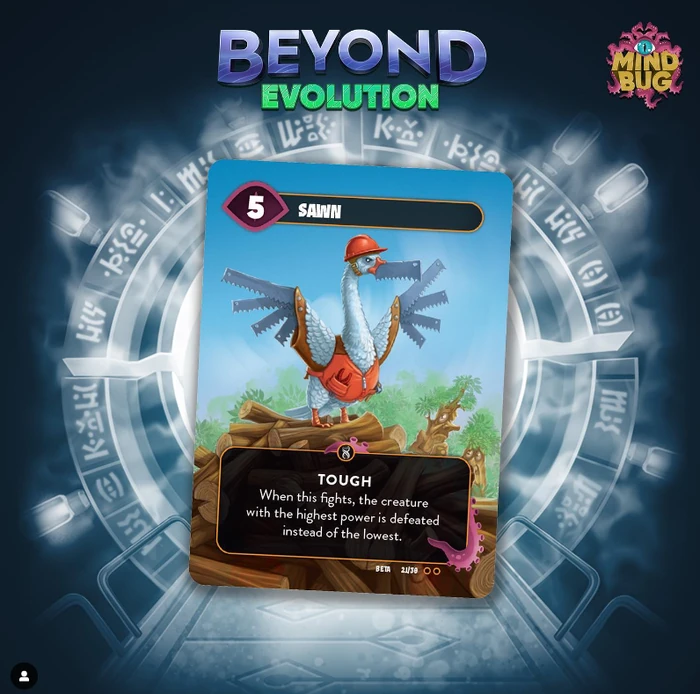 BEYOND
EVOLUTION
MIND
BUG
5
SAWN
TOUGH
When this fights, the creature
with the highest power is defeated
instead of the lowest.
BETA 21/38